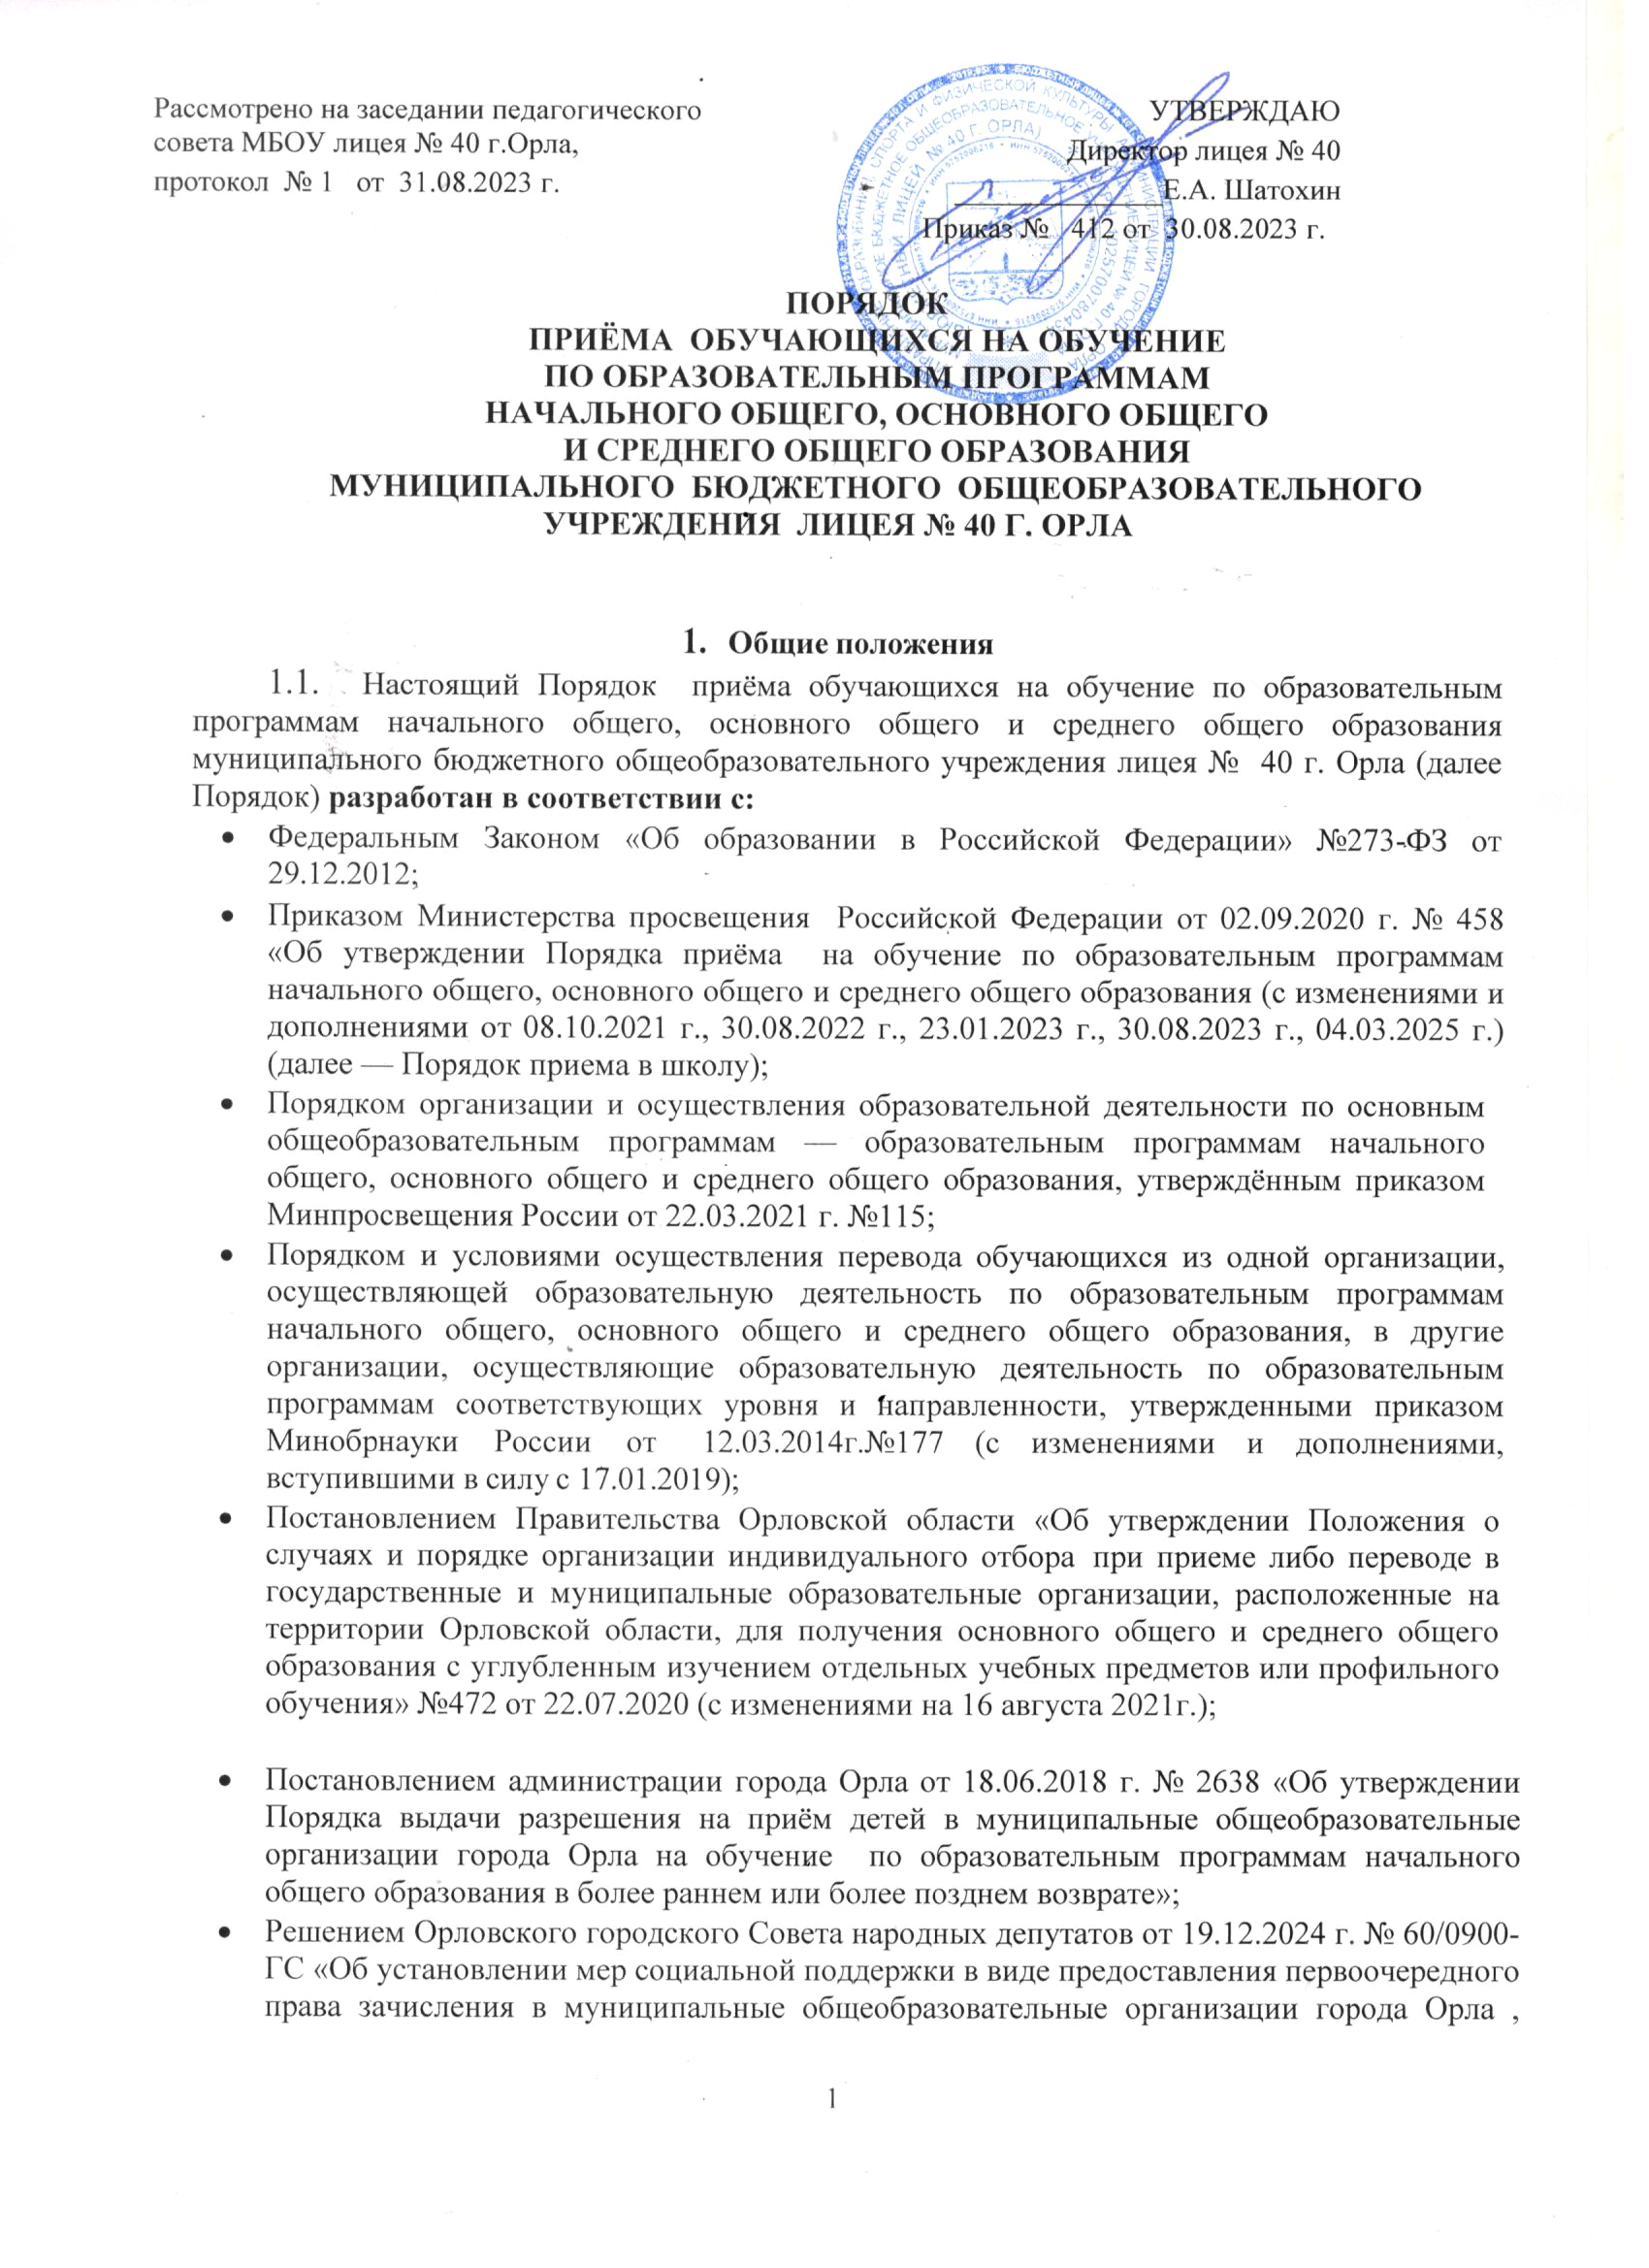 Рассмотрено на заседании педагогического
совета МБОУ лицея № 40 г.Орла,
протокол № 1 от 31.08.2023 г.
УТВЕРЖДАЮ
Директор лицея № 40
Е.А. Шатохин
Приказ № 412 от 30.08.2023 г.
ПОРЯДОК
ПРИЁМА ОБУЧАЮЩИХСЯ НА ОБУЧЕНИЕ
ПО ОБРАЗОВАТЕЛЬНЫМ ПРОГРАММАМ
НАЧАЛЬНОГО ОБЩЕГО, ОСНОВНОГО ОБЩЕГО
И СРЕДНЕГО ОБЩЕГО ОБРАЗОВАНИЯ
МУНИЦИПАЛЬНОГО БЮДЖЕТНОГО ОБЩЕОБРАЗОВАТЕЛЬНОГО
УЧРЕЖДЕНИЯ ЛИЦЕЯ № 40 Г. ОРЛА
1. Общие положения
1.1. Настоящий Порядок приёма обучающихся на обучение по образовательным
программам начального общего, основного общего и среднего общего образования
муниципального бюджетного общеобразовательного учреждения лицея № 40 г. Орла (далее
Порядок) разработан в соответствии с:
• Федеральным Законом «Об образовании в Российской Федерации» №273-ФЗ от
29.12.2012;
• Приказом Министерства просвещения Российской Федерации от 02.09.2020 г. № 458
«Об утверждении Порядка приёма на обучение по образовательным программам
начального общего, основного общего и среднего общего образования (с изменениями и
дополнениями от 08.10.2021 г., 30.08.2022 г., 23.01.2023 г., 30.08.2023 г., 04.03.2025 г.)
(далее — Порядок приема в школу);
• Порядком организации и осуществления образовательной деятельности по основным
общеобразовательным программам — образовательным программам начального
общего, основного общего и среднего общего образования, утверждённым приказом
Минпросвещения России от 22.03.2021 г. №115;
• Порядком и условиями осуществления перевода обучающихся из одной организации,
осуществляющей образовательную деятельность по образовательным программам
начального общего, основного общего и среднего общего образования, в другие
организации, осуществляющие образовательную деятельность по образовательным
программам соответствующих уровня и направленности, утвержденными приказом
Минобрнауки России от 12.03.2014г.№177 (с изменениями и дополнениями,
вступившими в силу с 17.01.2019);
• Постановлением Правительства Орловской области «Об утверждении Положения о
случаях и порядке организации индивидуального отбора при приеме либо переводе в
государственные и муниципальные образовательные организации, расположенные на
территории Орловской области, для получения основного общего и среднего общего
образования с углубленным изучением отдельных учебных предметов или профильного
обучения» №472 от 22.07.2020 (с изменениями на 16 августа 2021г.);
• Постановлением администрации города Орла от 18.06.2018 г. № 2638 «Об утверждении
Порядка выдачи разрешения на приём детей в муниципальные общеобразовательные
организации города Орла на обучение по образовательным программам начального
общего образования в более раннем или более позднем возврате»;
• Решением Орловского городского Совета народных депутатов от 19.12.2024 г. № 60/0900-
ГС «Об установлении мер социальной поддержки в виде предоставления первоочередного
права зачисления в муниципальные общеобразовательные организации города Орла ,
1